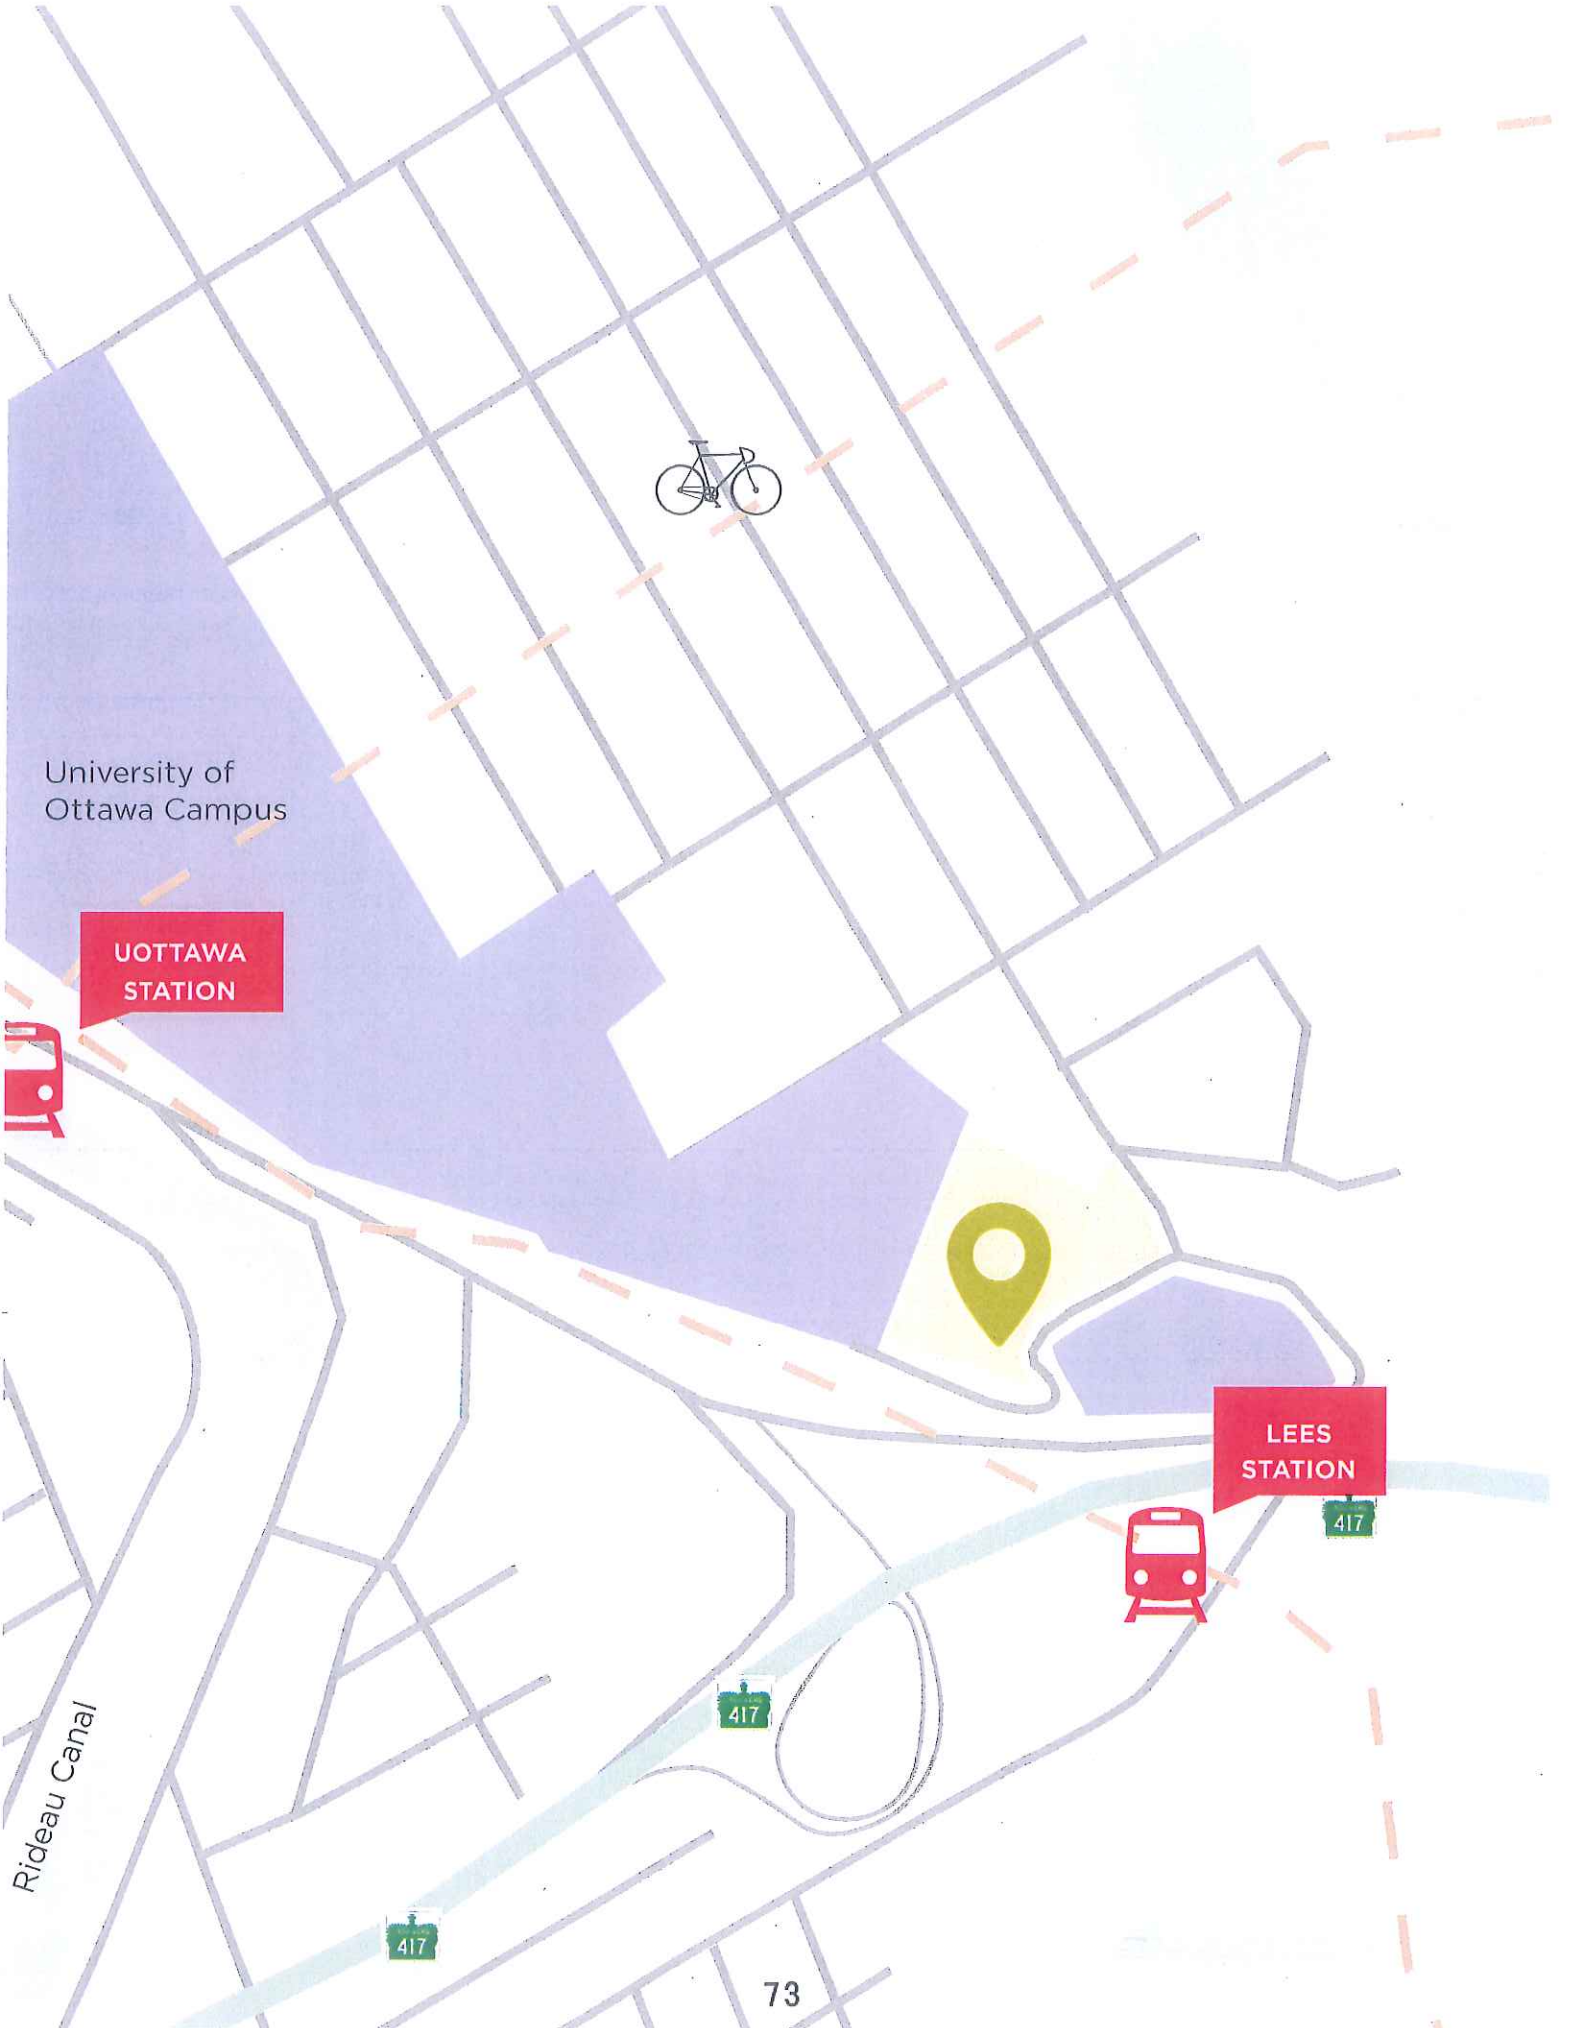 University of
Ottawa Campus
UOTTAWA
STATION
LEES
STATION
417
417
Rideau Canal
417
73